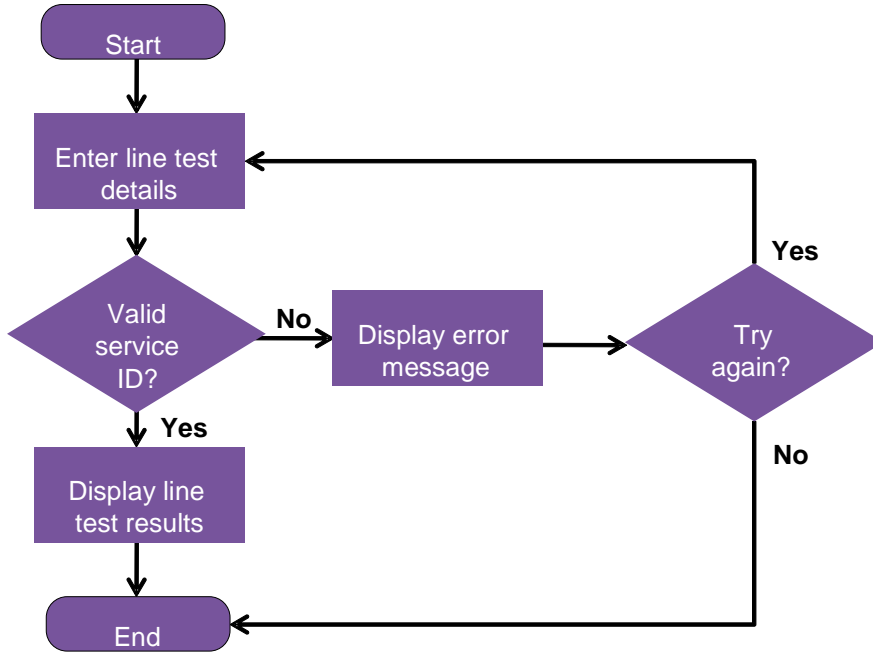 Start
Enter line test
details
Yes
Valid
service
ID?
No
Display error
message
Try
again?
Yes
No
Display line
test results
End